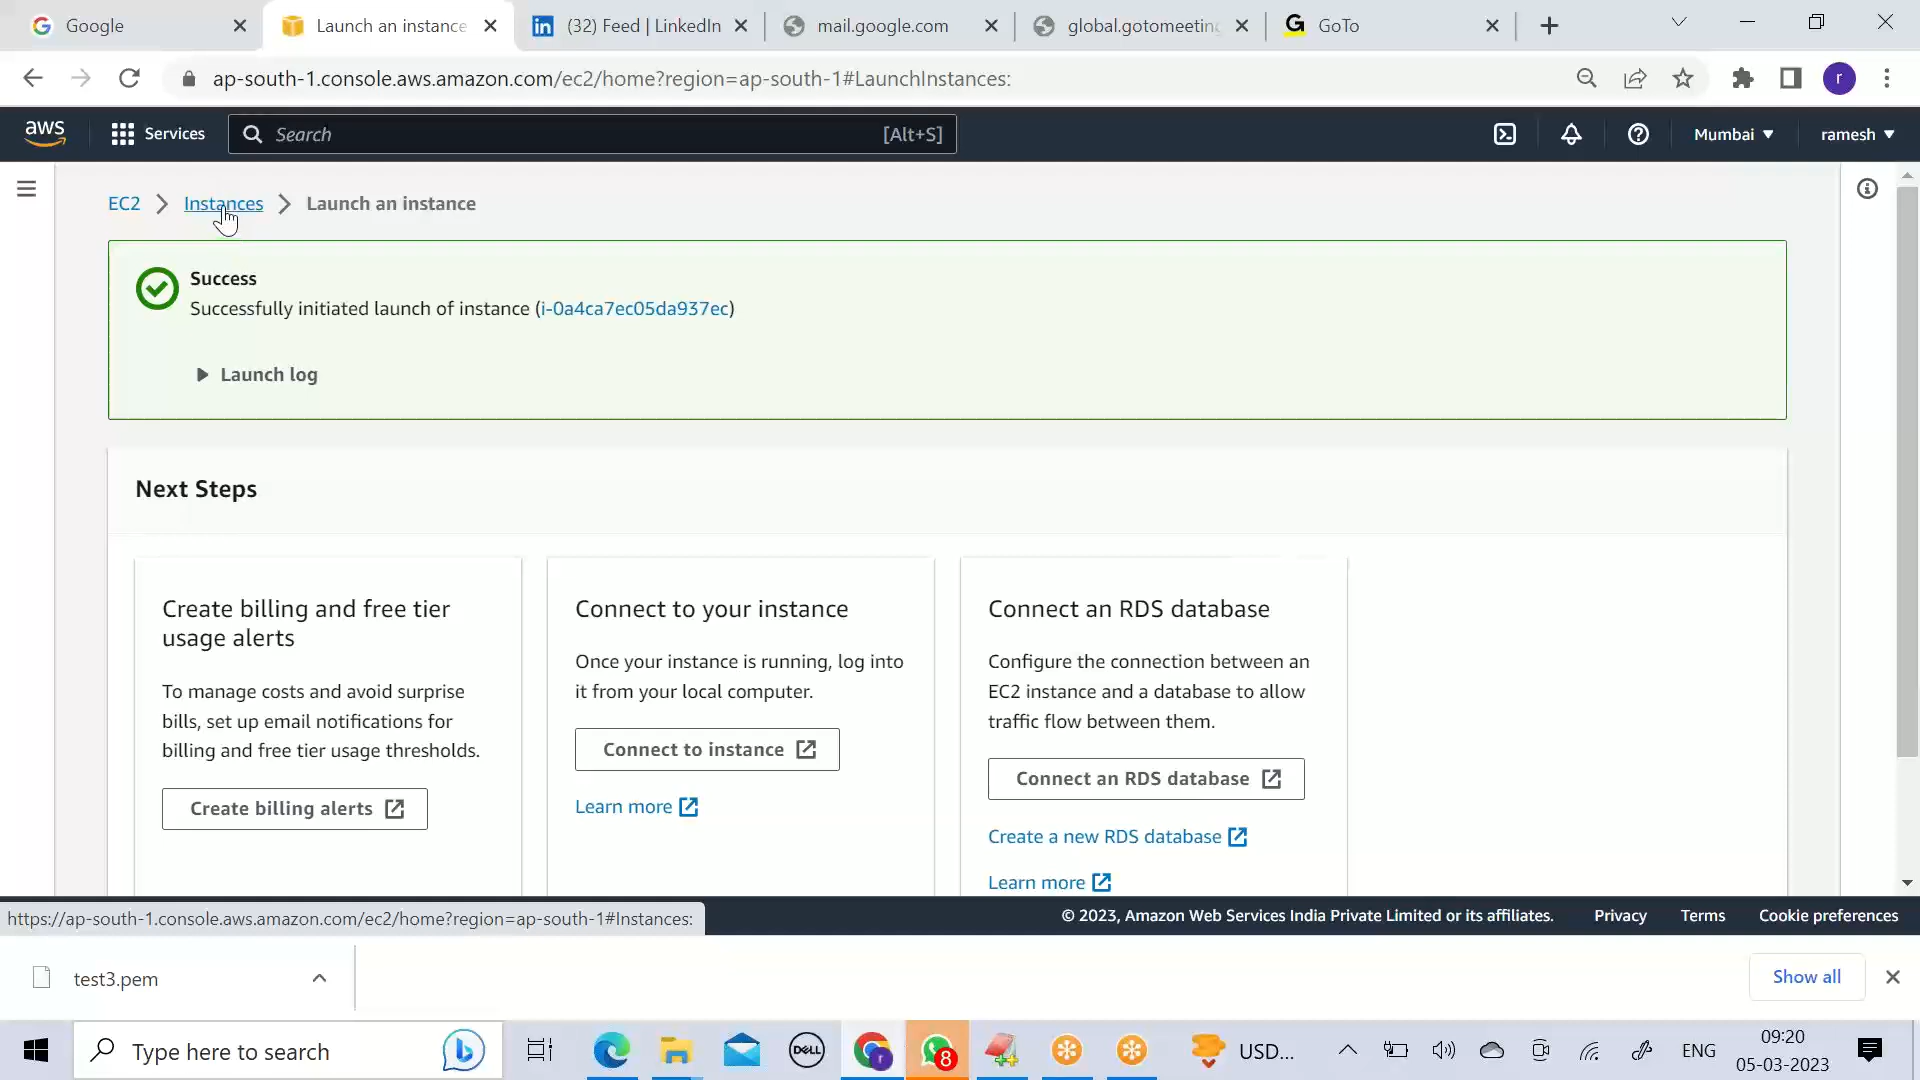 Google
Launch an instance
(32) Feed | LinkedIn
mail.google.com
global.gotomeeting
GoTo
ap-south-1.console.aws.amazon.com/ec2/home?region=ap-south-1#LaunchInstances:
r
aws
Services
Search
[Alt+S]
Mumbai
ramesh
EC2
Instances
Launch an instance
Success
Successfully initiated launch of instance (i-0a4ca7ec05da937ec)
Launch log
Next Steps
Create billing and free tier
usage alerts
To manage costs and avoid surprise
bills, set up email notifications for
billing and free tier usage thresholds.
Create billing alerts
Connect to your instance
Once your instance is running, log into
it from your local computer.
Connect to instance
Learn more
Connect an RDS database
Configure the connection between an
EC2 instance and a database to allow
traffic flow between them.
Connect an RDS database
Create a new RDS database
Learn more
https://ap-south-1.console.aws.amazon.com/ec2/home?region=ap-south-1#Instances:
© 2023, Amazon Web Services India Private Limited or its affiliates.
Privacy
Terms
Cookie preferences
test3.pem
Show all
Type here to search
DELL
r
8
USD...
ENG
09:20
05-03-2023